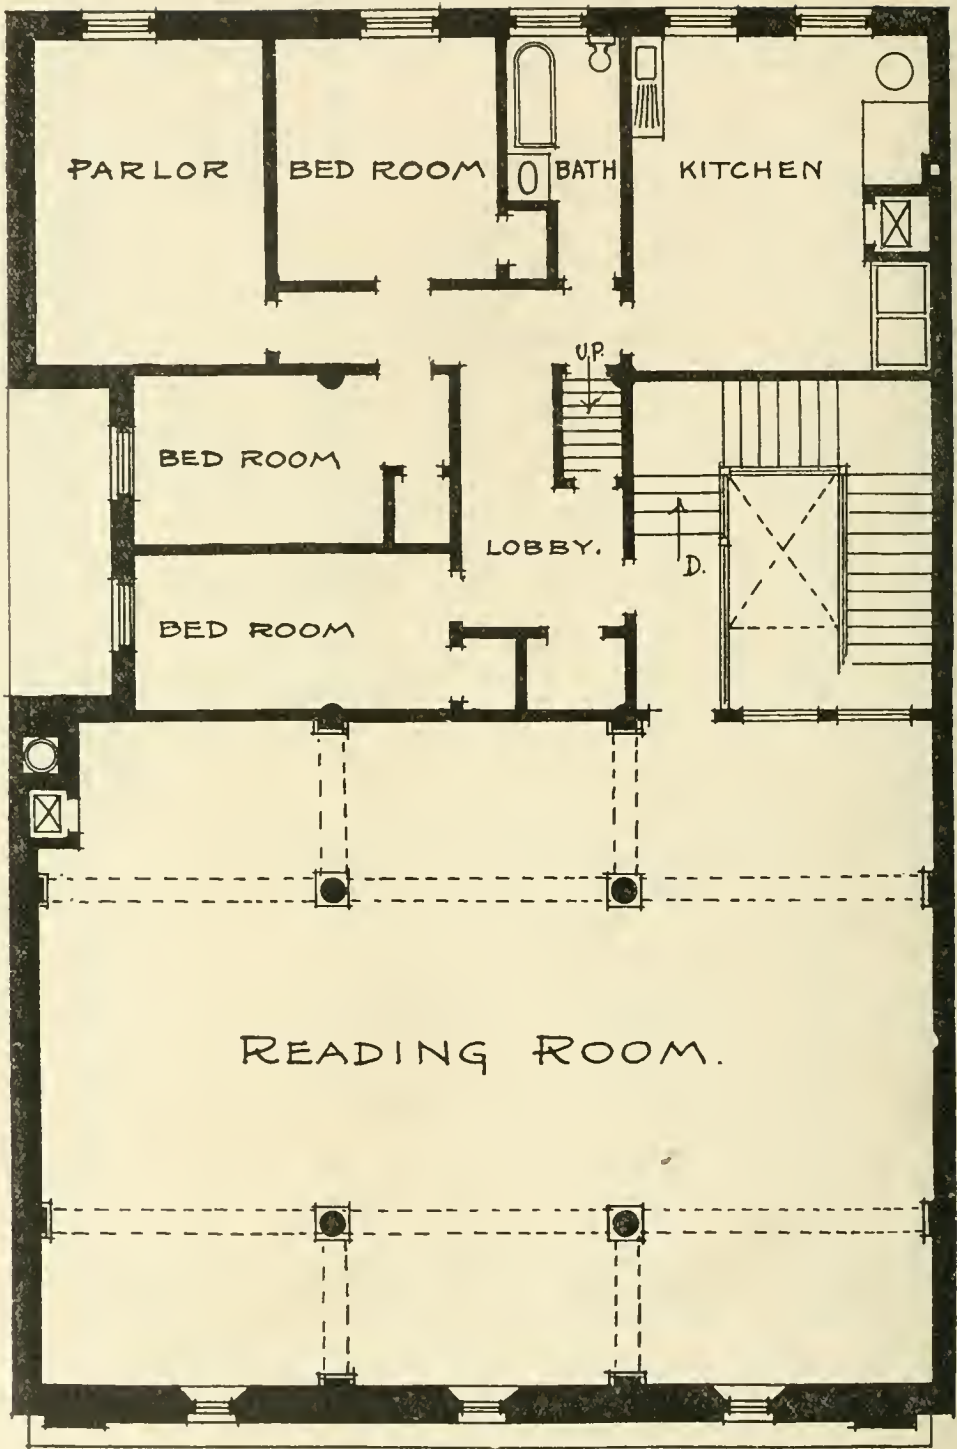 PARLOR
BED ROOM
BATH
KITCHEN
UP.
BED ROOM
LOBBY.
D.
BED ROOM
READING ROOM.